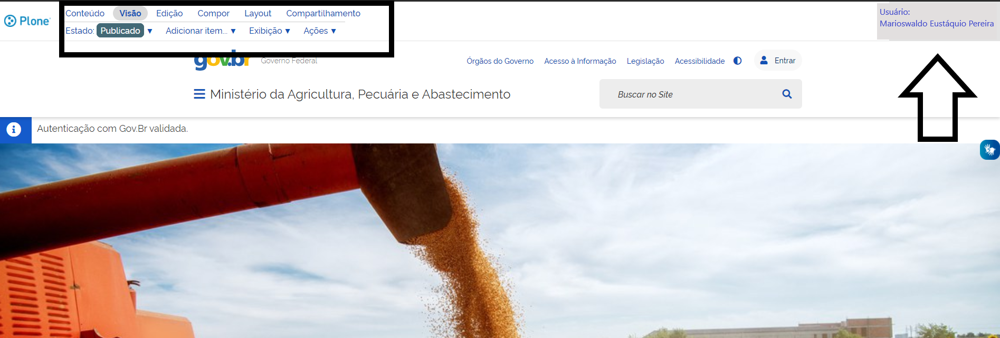 Plone
Conteúdo Visão Edição Compor Layout Compartilhamento
Estado: Publicado ▼ Adicionar item... ▼ Exibição ▼ Ações ▼
Usuário:
Marioswaldo Eustáquio Pereira
gov.br Governo Federal
Órgãos do Governo Acesso à Informação Legislação Acessibilidade Entrar
Ministério da Agricultura, Pecuária e Abastecimento
Buscar no Site
Autenticação com Gov.Br validada.